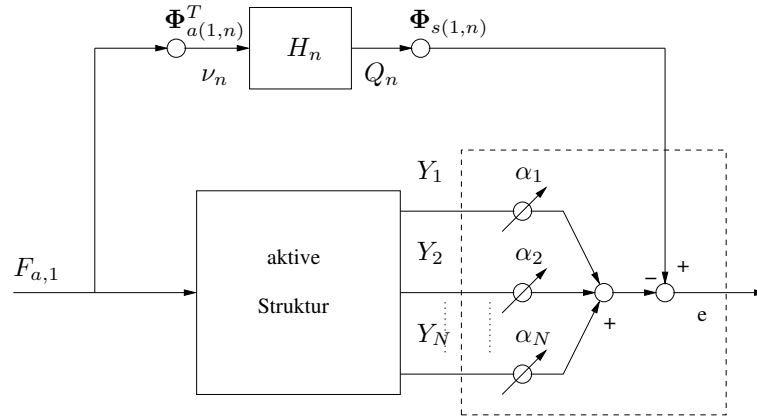 Φ^T_{a(1,n)}
H_n
Φ_{s(1,n)}
ν_n
Q_n
Y_1
α_1
aktive
Y_2
α_2
F_{a,1}
Struktur
− +
+
e
Y_N
α_N